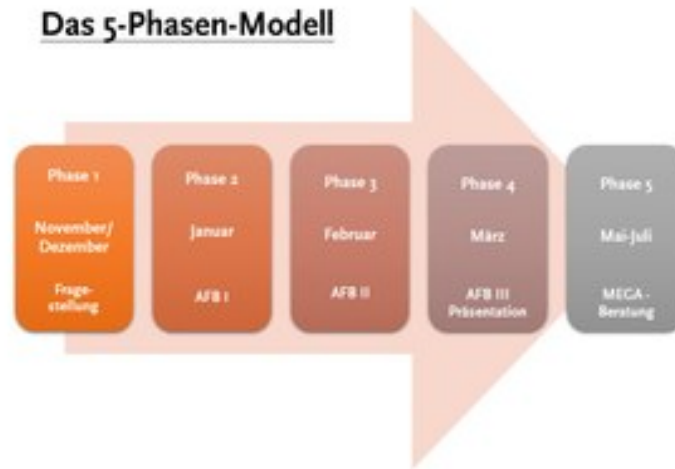 Das 5-Phasen-Modell
Phase 1
November/
Dezember
Frage-
stellung
Phase 2
Januar
AFB I
Phase 3
Februar
AFB II
Phase 4
März
AFB III
Präsentation
Phase 5
Mai-Juli
MEGA -
Beratung